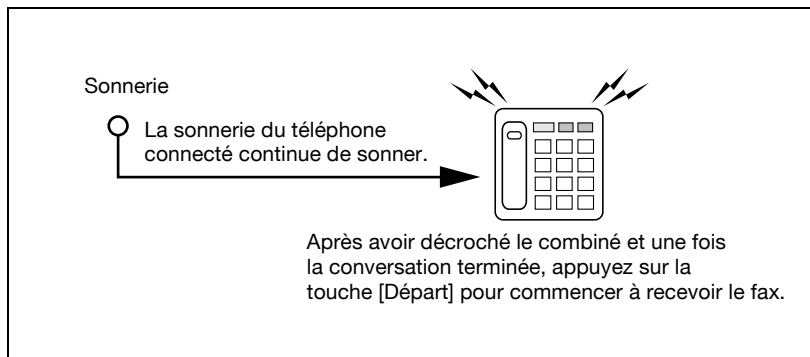 Sonnerie
La sonnerie du téléphone
connecté continue de sonner.
Après avoir décroché le combiné et une fois
la conversation terminée, appuyez sur la
touche [Départ] pour commencer à recevoir le fax.